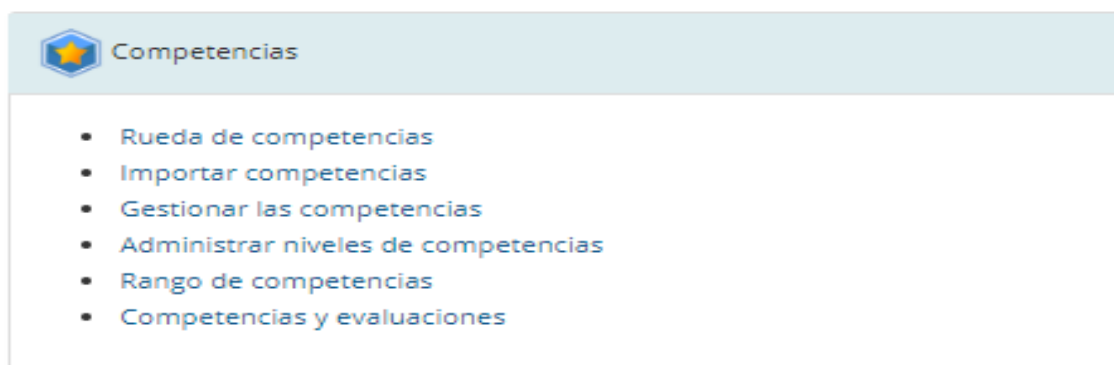 Competencias
Rueda de competencias
Importar competencias
Gestionar las competencias
Administrar niveles de competencias
Rango de competencias
Competencias y evaluaciones